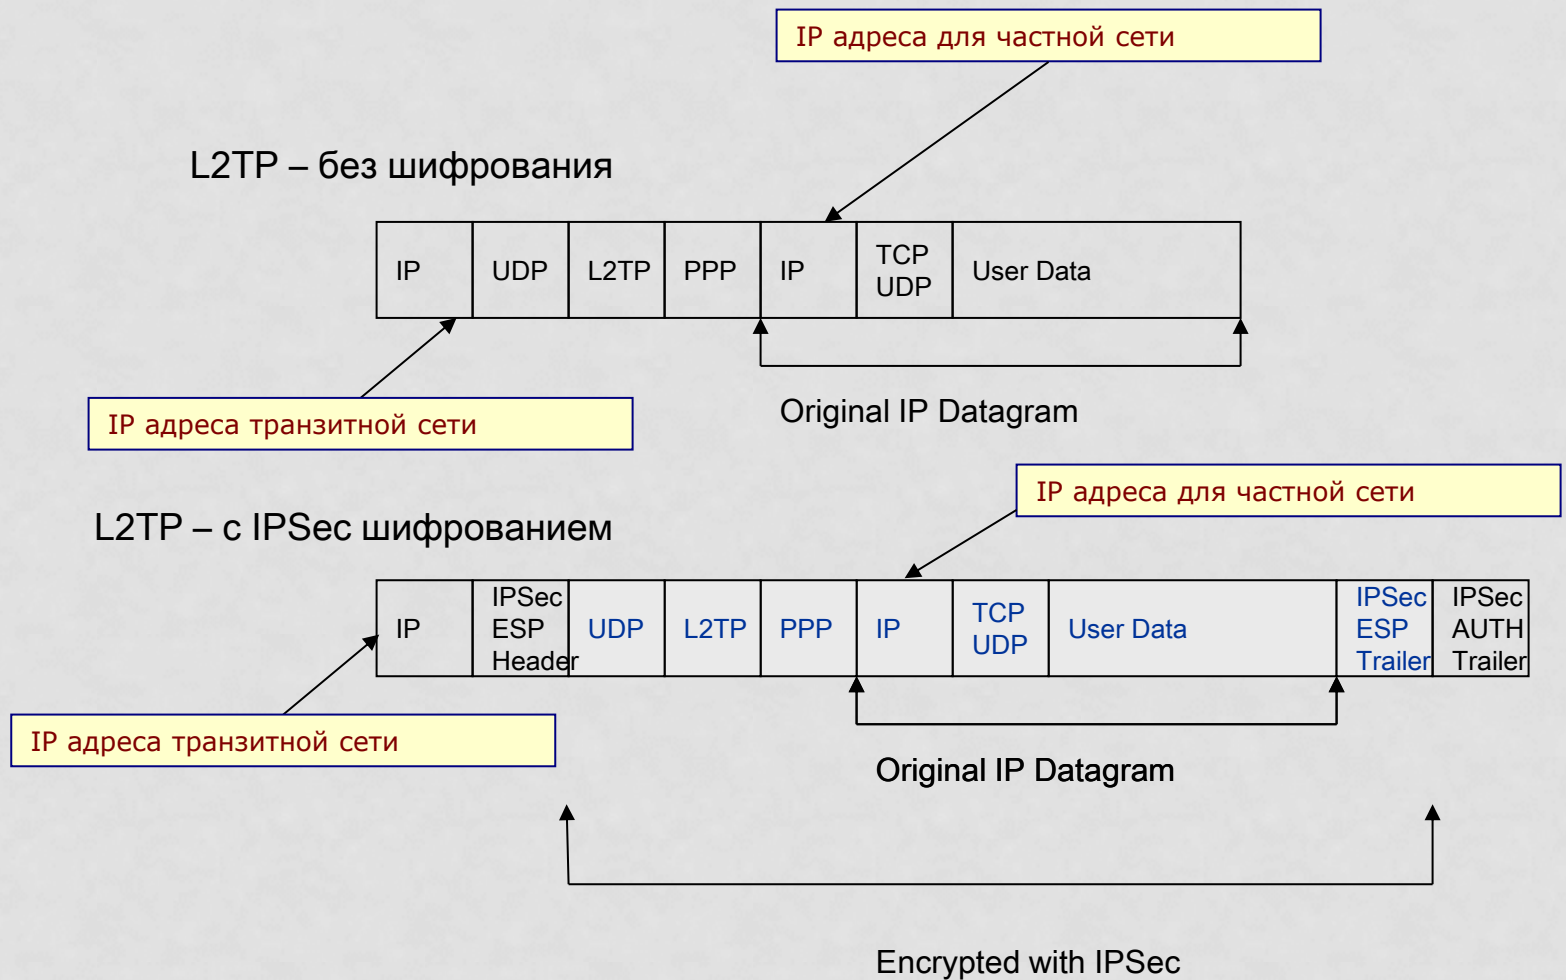 IP адреса для частной сети
L2TP – без шифрования
IP
UDP
L2TP
PPP
IP
TCP
UDP
User Data
IP адреса транзитной сети
Original IP Datagram
IP адреса для частной сети
L2TP – с IPSec шифрованием
IP
IPSec
ESP
Header
UDP
L2TP
PPP
IP
TCP
UDP
User Data
IPSec
ESP
Trailer
IPSec
AUTH
Trailer
IP адреса транзитной сети
Original IP Datagram
Encrypted with IPSec